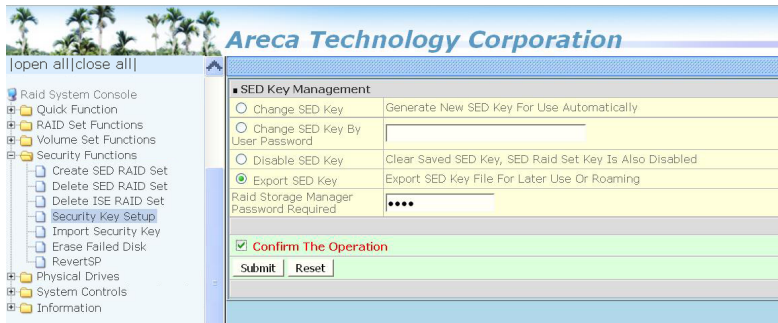 Areca Technology Corporation
|open all|close all|
Raid System Console
Quick Function
RAID Set Functions
Volume Set Functions
Security Functions
Create SED RAID Set
Delete SED RAID Set
Delete ISE RAID Set
Security Key Setup
Import Security Key
Erase Failed Disk
RevertSP
Physical Drives
System Controls
Information
SED Key Management
Change SED Key
Generate New SED Key For Use Automatically
Change SED Key By
User Password
Disable SED Key
Clear Saved SED Key, SED Raid Set Key Is Also Disabled
Export SED Key
Export SED Key File For Later Use Or Roaming
Raid Storage Manager
Password Required
••••
Confirm The Operation
Submit
Reset